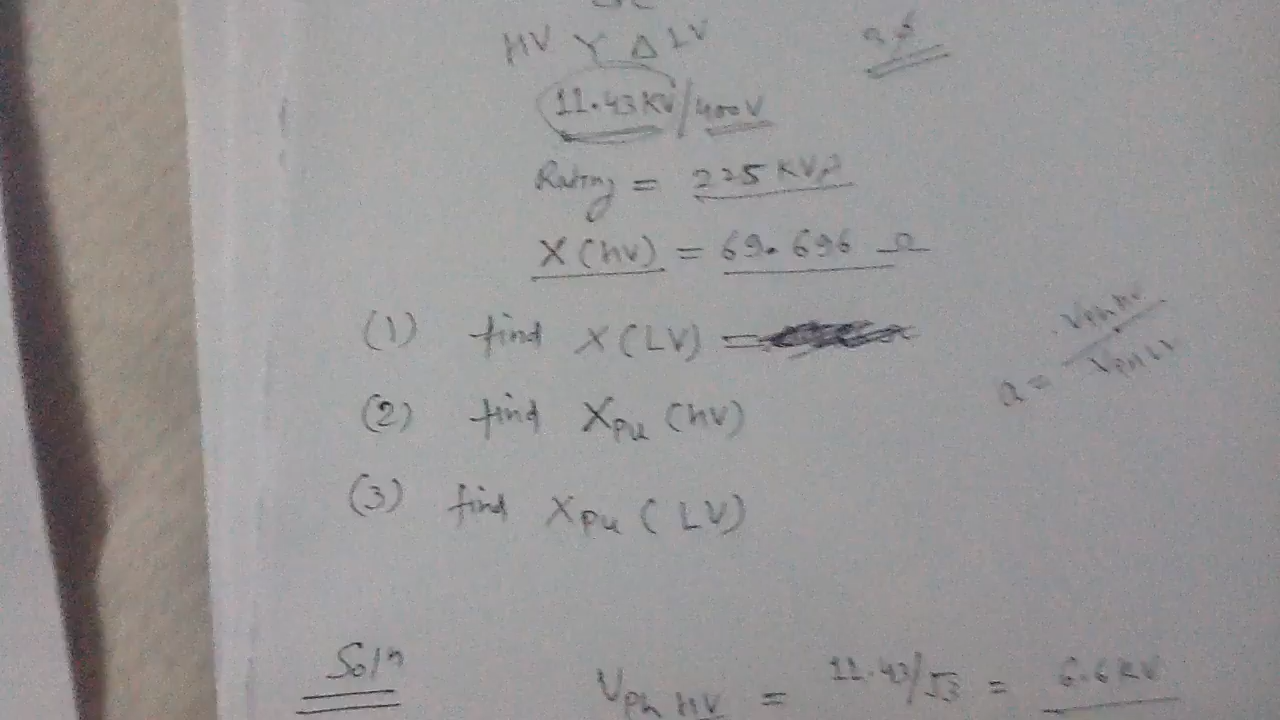 HV Y Δ LV
11.43KV/400V
Rating = 225 KVA
X (hv) = 69.696 Ω
(1) find X (LV) =
a = Vph hv / Vph LV
(2) find Xpu (hv)
(3) find Xpu ( LV)
Soln
Vph HV = 11.43/√3 = 6.6 KV